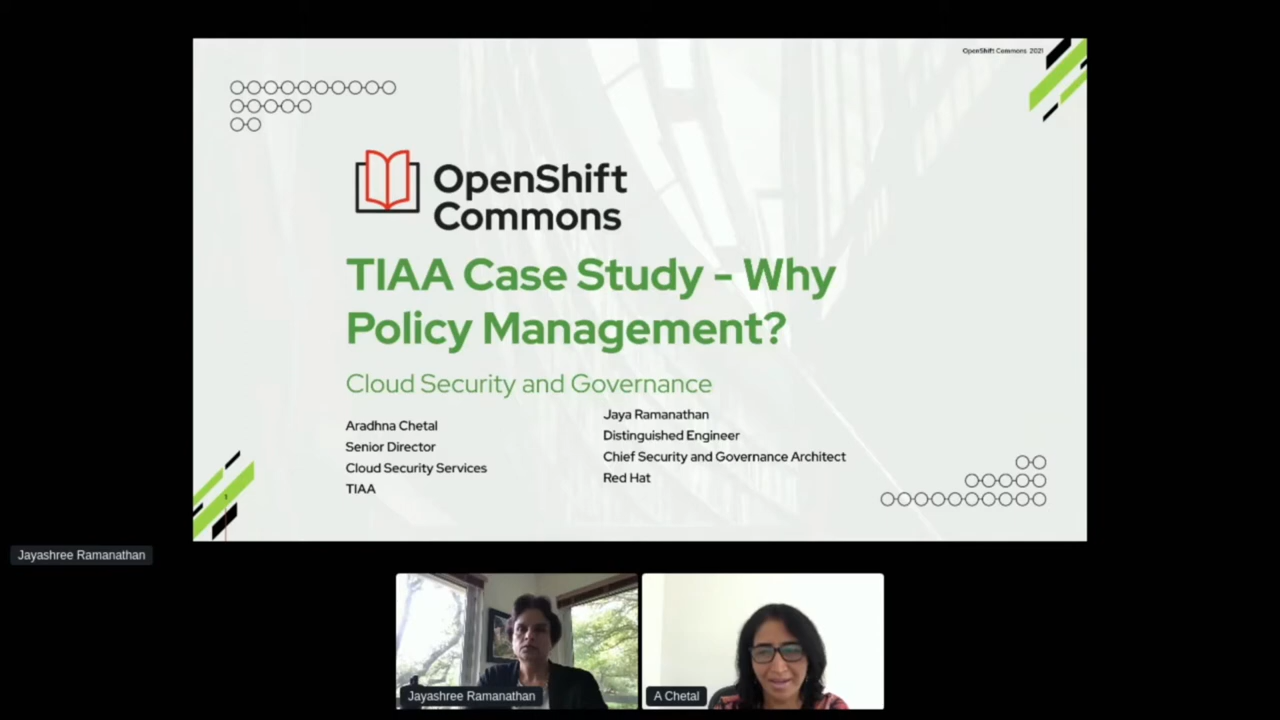 OpenShift Commons 2021
OpenShift
Commons
TIAA Case Study - Why
Policy Management?
Cloud Security and Governance
Aradhna Chetal
Senior Director
Cloud Security Services
TIAA
Jaya Ramanathan
Distinguished Engineer
Chief Security and Governance Architect
Red Hat
1
Jayashree Ramanathan
Jayashree Ramanathan
A Chetal